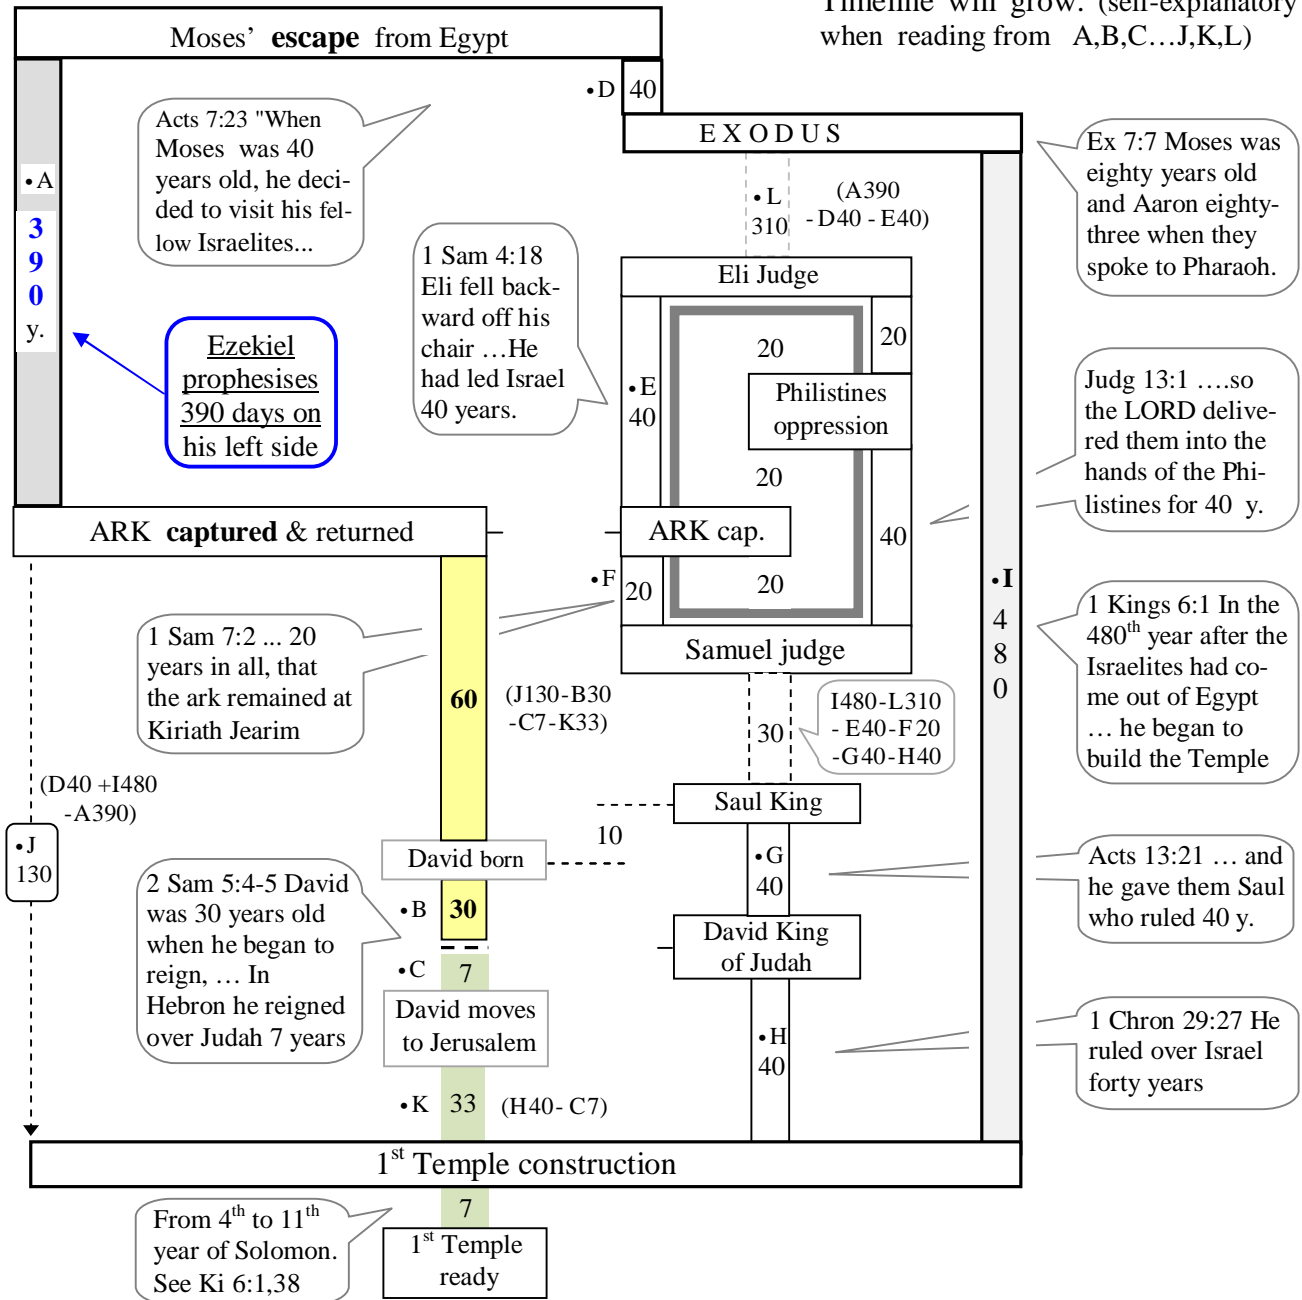 Timeline will grow. (self-explanatory
when reading from A,B,C…J,K,L)
Moses’ escape from Egypt
•D 40
E X O D U S
Acts 7:23 "When
Moses was 40
years old, he deci-
ded to visit his fel-
low Israelites...
•A
3
9
0
y.
Ezekiel
prophesises
390 days on
his left side
1 Sam 4:18
Eli fell back-
ward off his
chair …He
had led Israel
40 years.
•L
310
(A390
- D40 - E40)
Ex 7:7 Moses was
eighty years old
and Aaron eighty-
three when they
spoke to Pharaoh.
Eli Judge
20
20
•E
40
Philistines
oppression
20
40
Judg 13:1 ….so
the LORD delive-
red them into the
hands of the Phi-
listines for 40 y.
ARK captured & returned
ARK cap.
•F
20
20
Samuel judge
1 Sam 7:2 ... 20
years in all, that
the ark remained at
Kiriath Jearim
60
(J130-B30
-C7-K33)
30
I480-L310
- E40-F20
-G40-H40
•I
4
8
0
1 Kings 6:1 In the
480th year after the
Israelites had co-
me out of Egypt
… he began to
build the Temple
(D40 +I480
-A390)
•J
130
Saul King
10
David born
•G
40
Acts 13:21 … and
he gave them Saul
who ruled 40 y.
2 Sam 5:4-5 David
was 30 years old
when he began to
reign, … In
Hebron he reigned
over Judah 7 years
•B 30
David King
of Judah
•C 7
David moves
to Jerusalem
•H
40
1 Chron 29:27 He
ruled over Israel
forty years
•K 33 (H40- C7)
1st Temple construction
7
From 4th to 11th
year of Solomon.
See Ki 6:1,38
1st Temple
ready